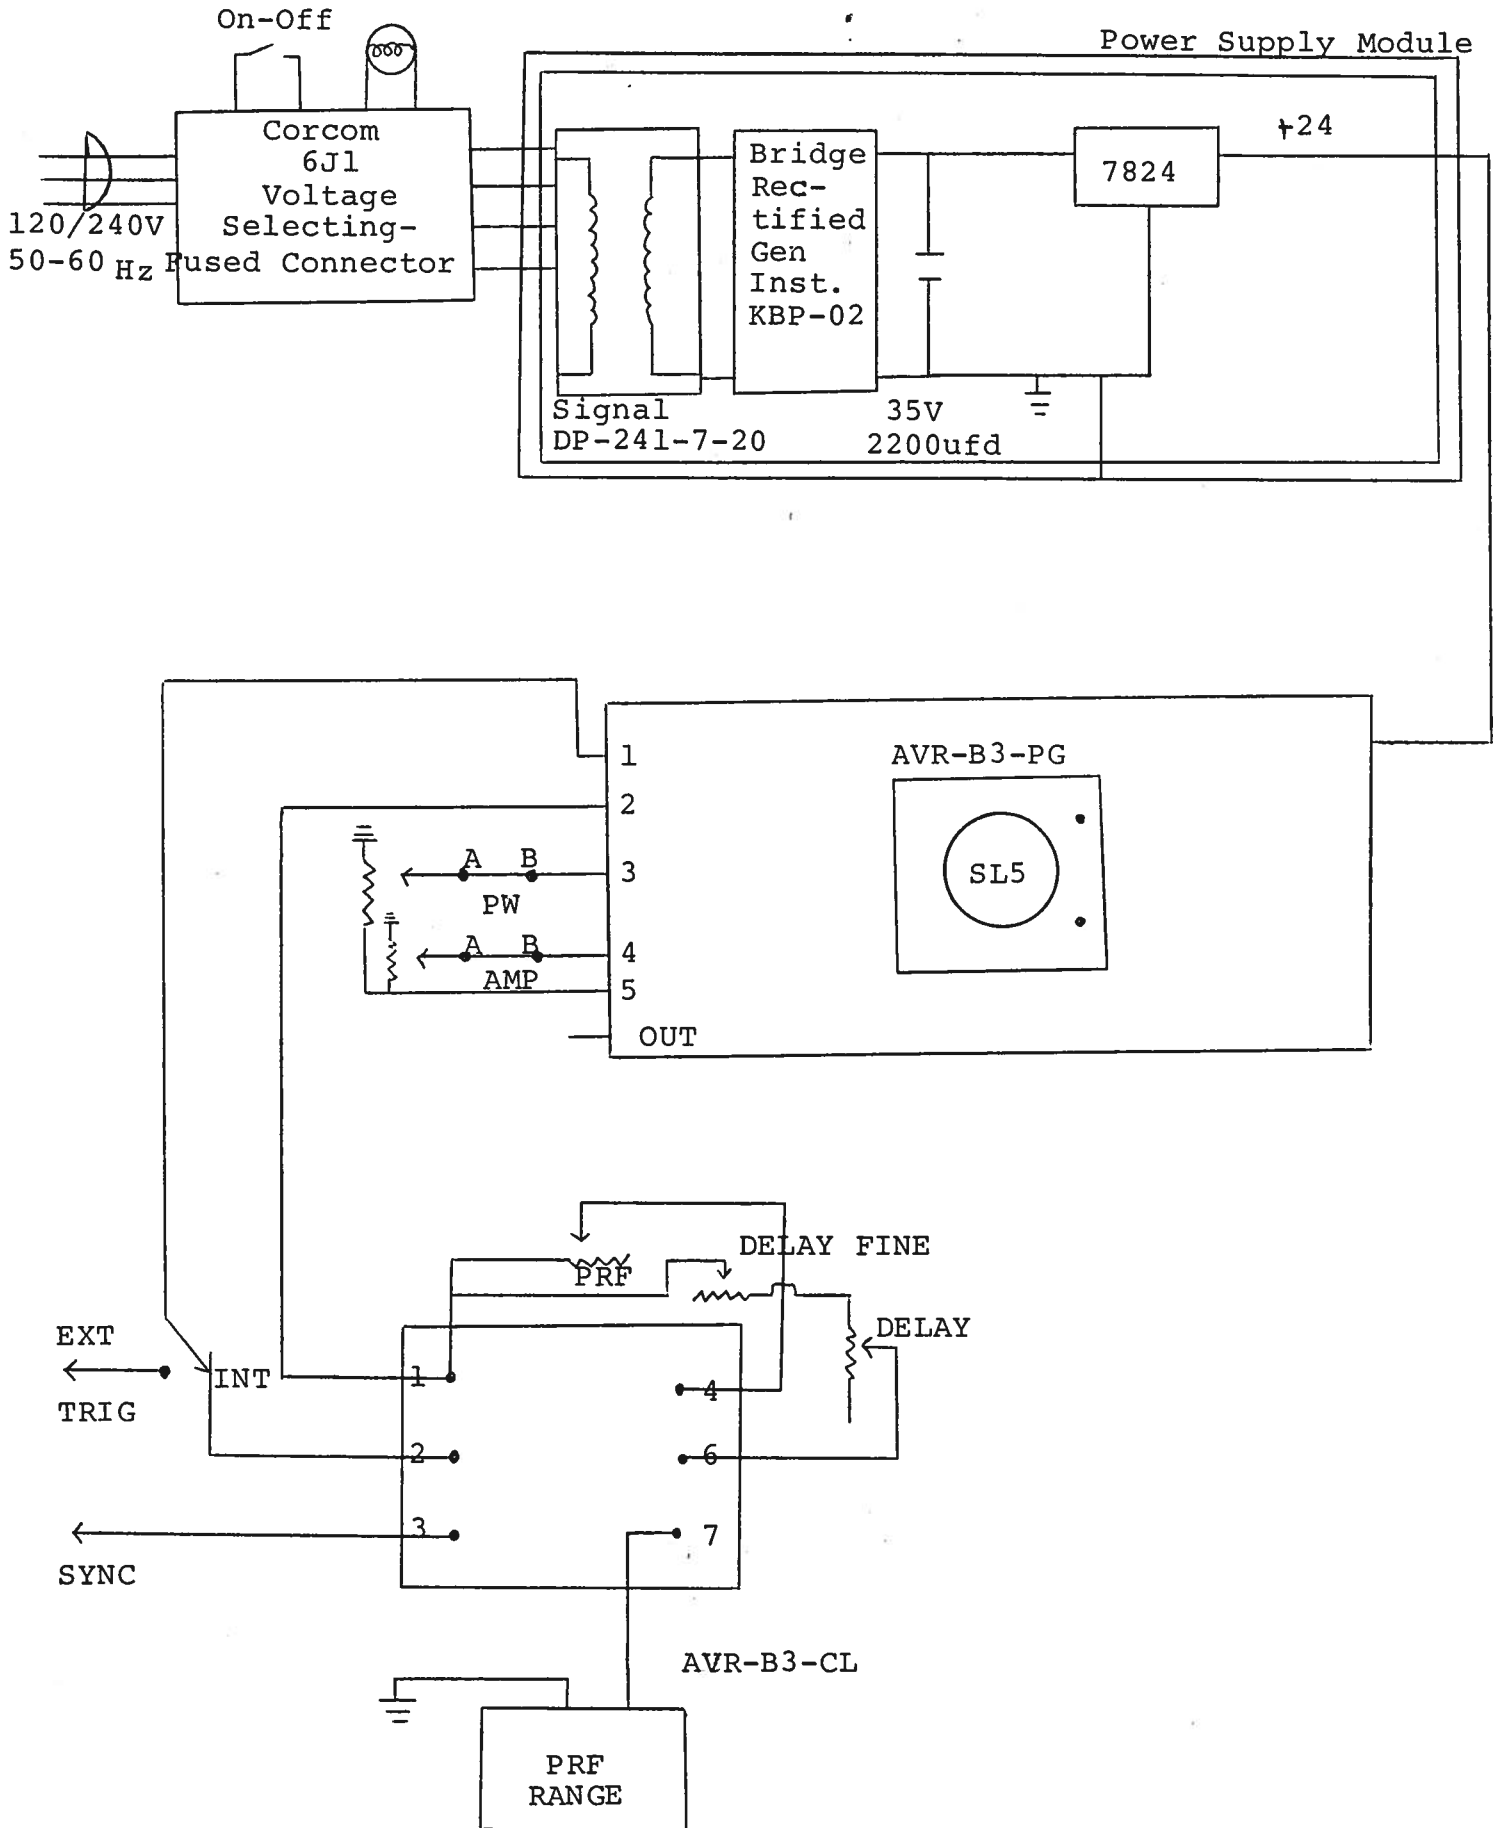 On-Off
Power Supply Module
Corcom
6J1
Voltage
Selecting-
Fused Connector
120/240V
50-60 Hz
Bridge
Rec-
tified
Gen
Inst.
KBP-02
7824
+24
Signal
DP-241-7-20
35V
2200ufd
AVR-B3-PG
SL5
1
2
A B
3
PW
A B
4
AMP
5
OUT
DELAY FINE
PRF
DELAY
EXT
TRIG
INT
1
4
2
6
3
7
SYNC
AVR-B3-CL
PRF
RANGE